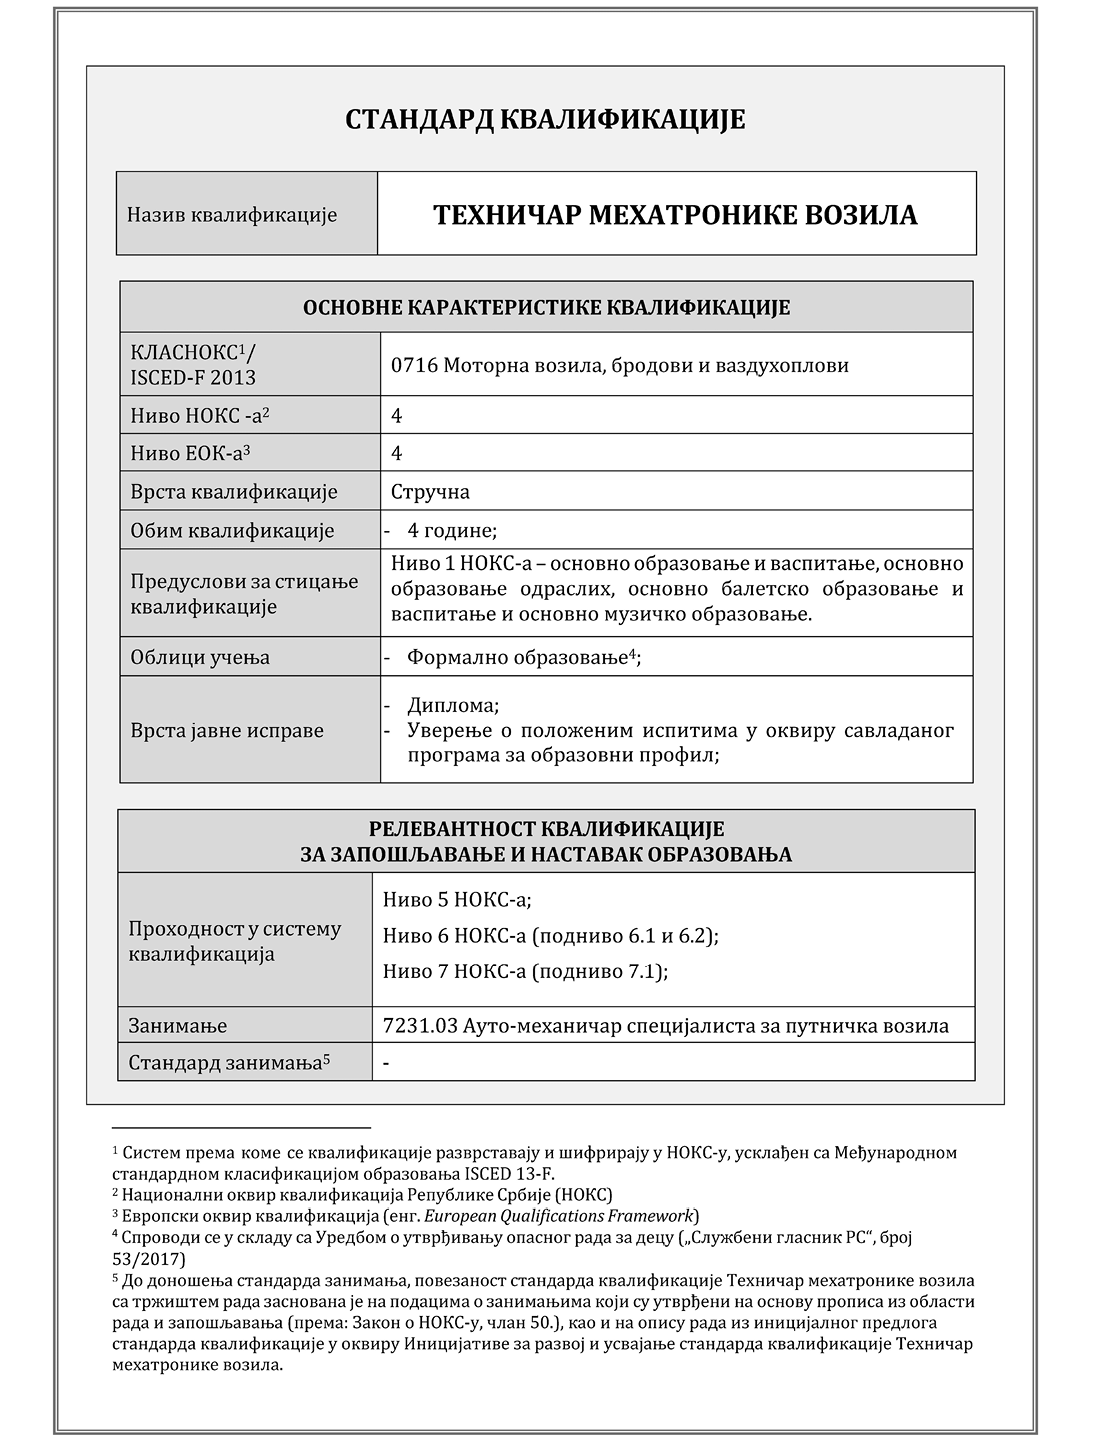 СТАНДАРД КВАЛИФИКАЦИЈЕ
Назив квалификације
ТЕХНИЧАР МЕХАТРОНИКЕ ВОЗИЛА
ОСНОВНЕ КАРАКТЕРИСТИКЕ КВАЛИФИКАЦИЈЕ
КЛАСНОКС¹/
ISCED-F 2013
0716 Моторна возила, бродови и ваздухоплови
Ниво НОКС -а²
4
Ниво ЕОК-а³
4
Врста квалификације
Стручна
Обим квалификације
- 4 године;
Предуслови за стицање
квалификације
Ниво 1 НОКС-а – основно образовање и васпитање, основно
образовање одраслих, основно балетско образовање и
васпитање и основно музичко образовање.
Облици учења
- Формално образовање⁴;
Врста јавне исправе
- Диплома;
- Уверење о положеним испитима у оквиру савладаног
програма за образовни профил;
РЕЛЕВАНТНОСТ КВАЛИФИКАЦИЈЕ
ЗА ЗАПОШЉАВАЊЕ И НАСТАВАК ОБРАЗОВАЊА
Проходност у систему
квалификација
Ниво 5 НОКС-а;
Ниво 6 НОКС-а (подниво 6.1 и 6.2);
Ниво 7 НОКС-а (подниво 7.1);
Занимање
7231.03 Ауто-механичар специјалиста за путничка возила
Стандард занимања⁵
-
¹ Систем према коме се квалификације разврставају и шифрирају у НОКС-у, усклађен са Међународном
стандардном класификацијом образовања ISCED 13-F.
² Национални оквир квалификација Републике Србије (НОКС)
³ Европски оквир квалификација (енг. European Qualifications Framework)
⁴ Спроводи се у складу са Уредбом о утврђивању опасног рада за децу („Службени гласник РС“, број
53/2017)
⁵ До доношења стандарда занимања, повезаност стандарда квалификације Техничар мехатронике возила
са тржиштем рада заснована је на подацима о занимањима који су утврђени на основу прописа из области
рада и запошљавања (према: Закон о НОКС-у, члан 50.), као и на опису рада из иницијалног предлога
стандарда квалификације у оквиру Иницијативе за развој и усвајање стандарда квалификације Техничар
мехатронике возила.